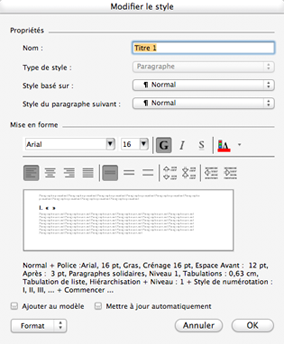 Modifier le style
Propriétés
Nom : Titre 1
Type de style : Paragraphe
Style basé sur : ¶ Normal
Style du paragraphe suivant : ¶ Normal
Mise en forme
Arial 16 G I S A
I. « »
Normal + Police :Arial, 16 pt, Gras, Crénage 16 pt, Espace Avant : 12 pt,
Après : 3 pt, Paragraphes solidaires, Niveau 1, Tabulations : 0,63 cm,
Tabulation de liste, Hiérarchisation + Niveau : 1 + Style de numérotation :
I, II, III, ... + Commencer ...
Ajouter au modèle Mettre à jour automatiquement
Format Annuler OK